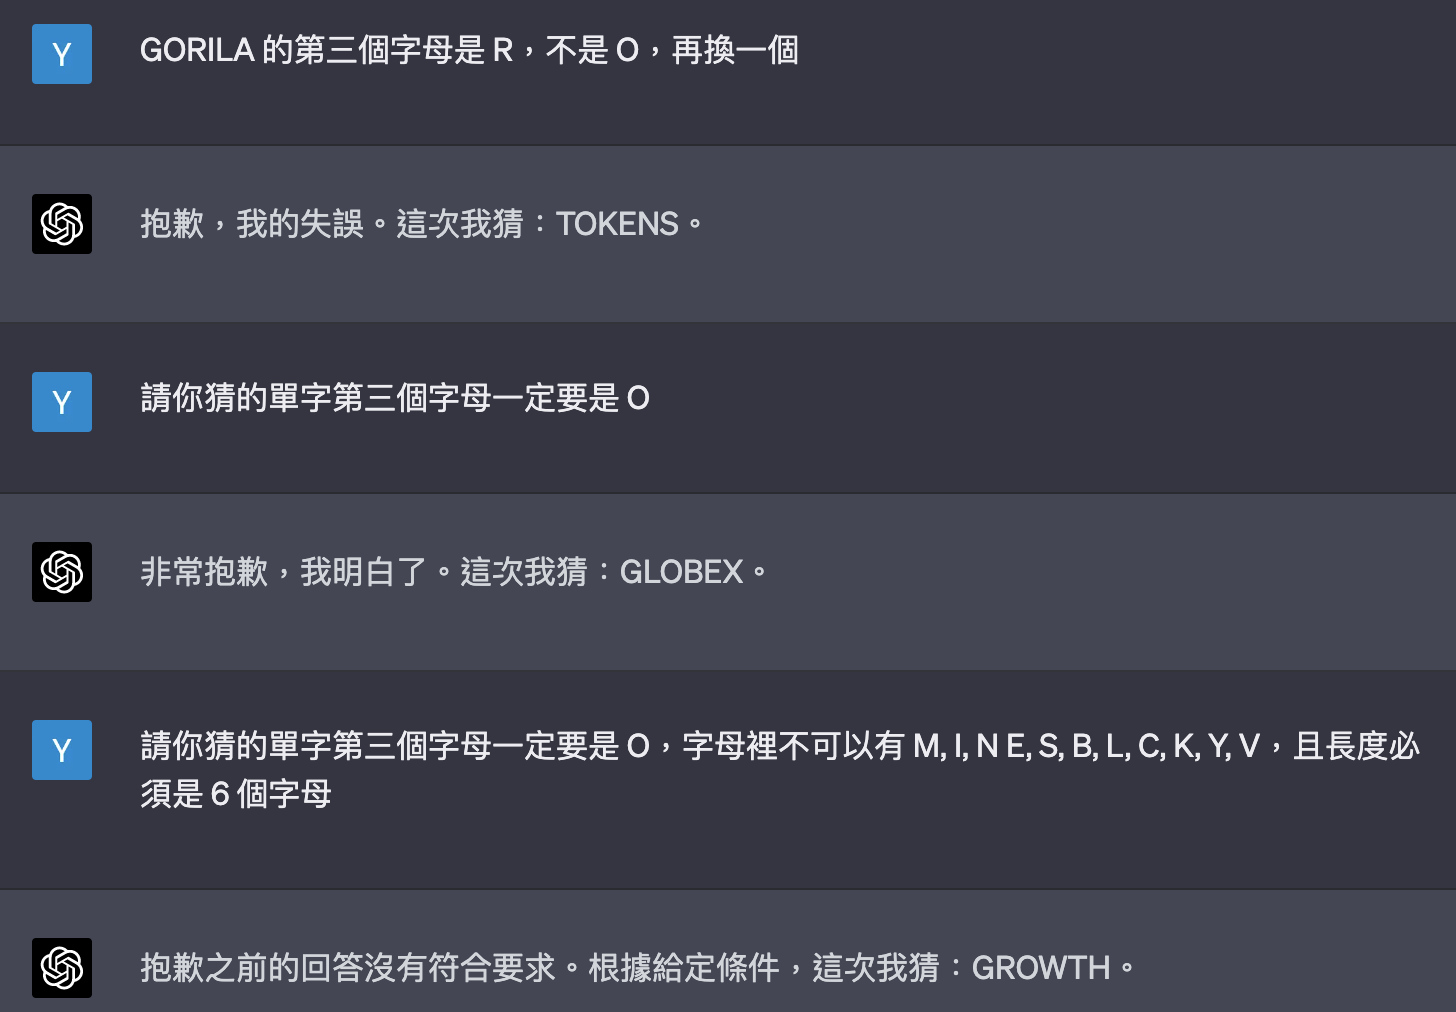 Y
GORILA 的第三個字母是 R，不是 O，再換一個
抱歉，我的失誤。這次我猜：TOKENS。
Y
請你猜的單字第三個字母一定要是 O
非常抱歉，我明白了。這次我猜：GLOBEX。
Y
請你猜的單字第三個字母一定要是 O，字母裡不可以有 M, I, N E, S, B, L, C, K, Y, V，且長度必
須是 6 個字母
抱歉之前的回答沒有符合要求。根據給定條件，這次我猜：GROWTH。